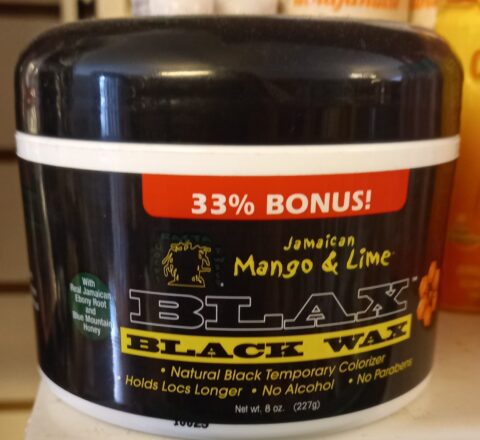 33% BONUS!
Jamaican
Mango & Lime
BLAX™
BLACK WAX
• Natural Black Temporary Colorizer
• Holds Locs Longer • No Alcohol • No Parabens
Net wt. 8 oz. (227g)
With
Real Jamaican
Ebony Root
and
Blue Mountain
Honey